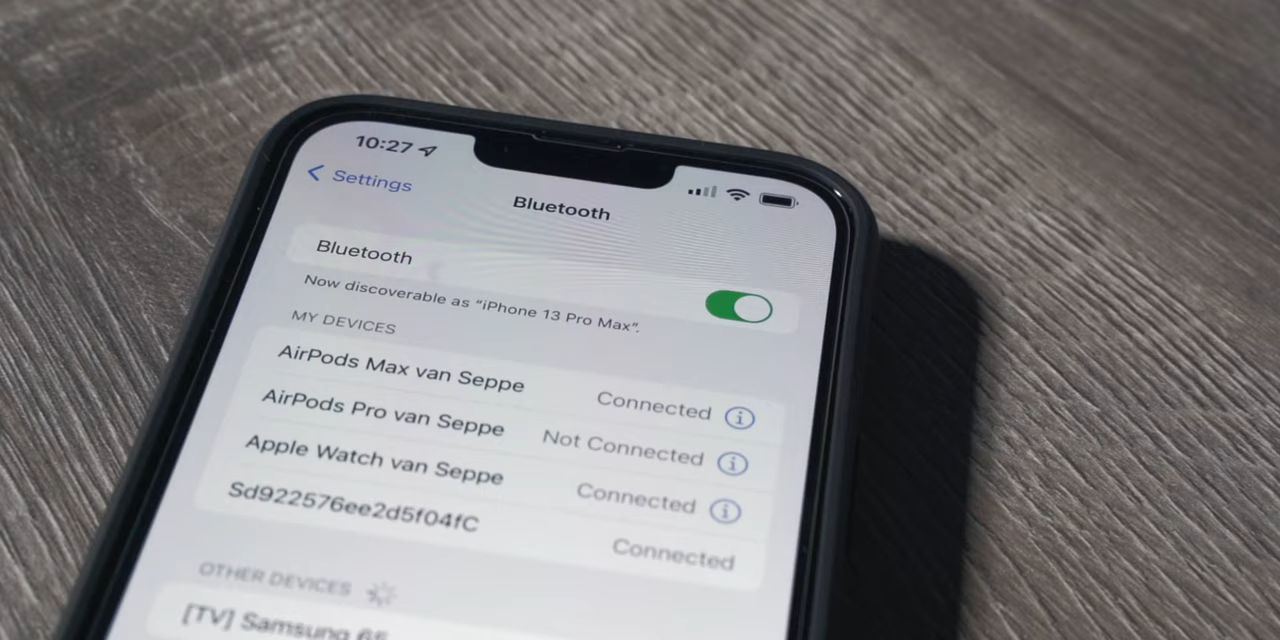 10:27
Settings
Bluetooth
Bluetooth
Now discoverable as “iPhone 13 Pro Max”.
MY DEVICES
AirPods Max van Seppe Connected
AirPods Pro van Seppe Not Connected
Apple Watch van Seppe Connected
Sd922576ee2d5f04fC Connected
OTHER DEVICES
[TV] Samsung